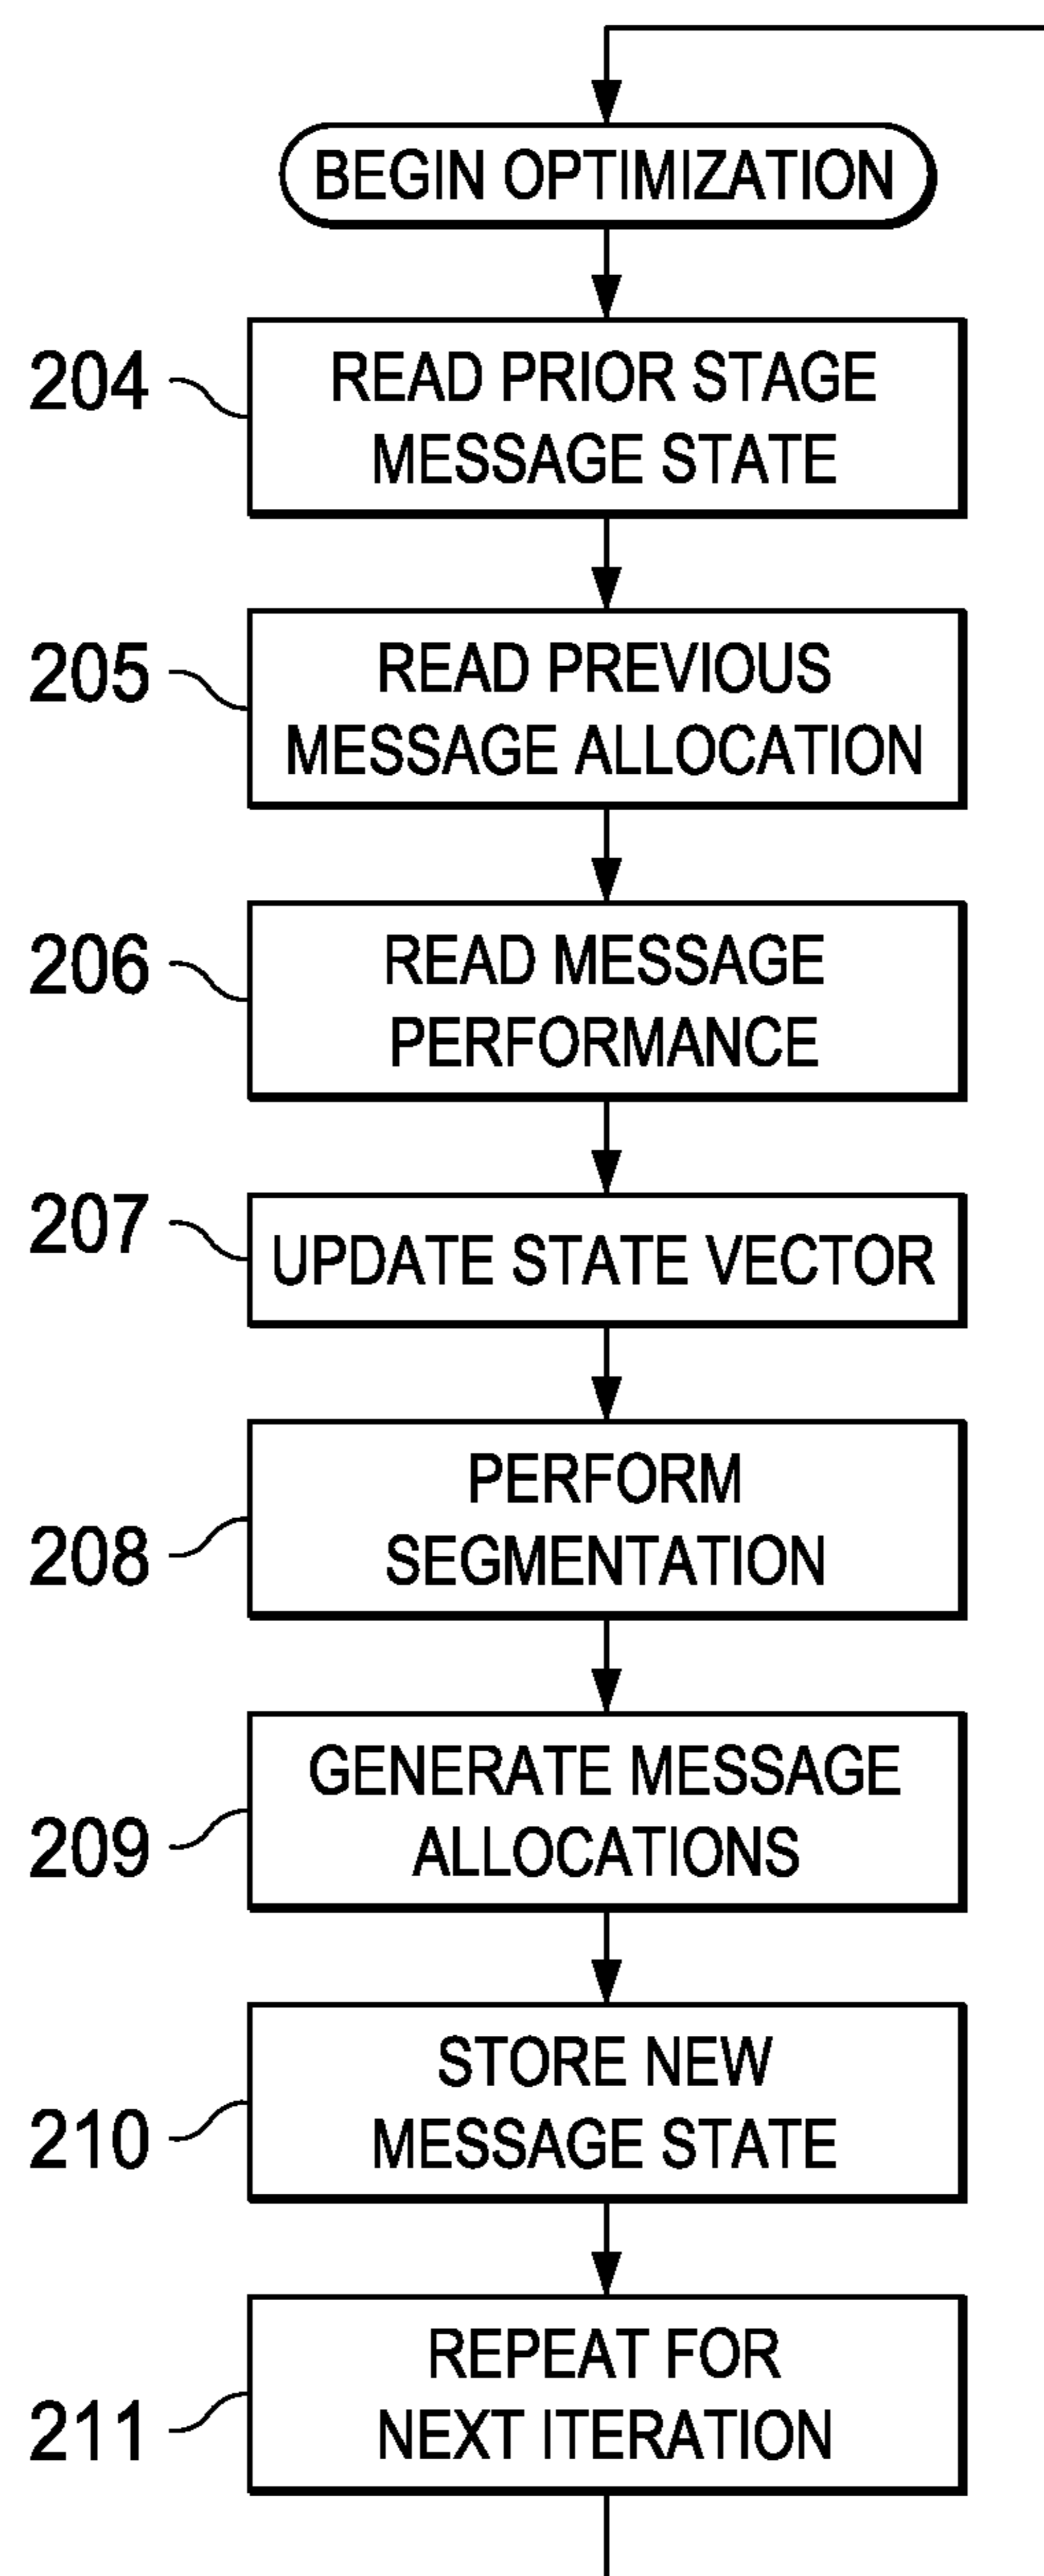 BEGIN OPTIMIZATION
204
READ PRIOR STAGE
MESSAGE STATE
205
READ PREVIOUS
MESSAGE ALLOCATION
206
READ MESSAGE
PERFORMANCE
207
UPDATE STATE VECTOR
208
PERFORM
SEGMENTATION
209
GENERATE MESSAGE
ALLOCATIONS
210
STORE NEW
MESSAGE STATE
211
REPEAT FOR
NEXT ITERATION